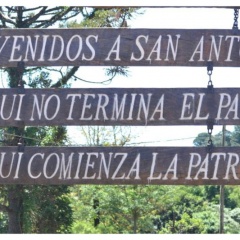 VENIDOS A SAN ANT
UI NO TERMINA EL PA
UI COMIENZA LA PATR